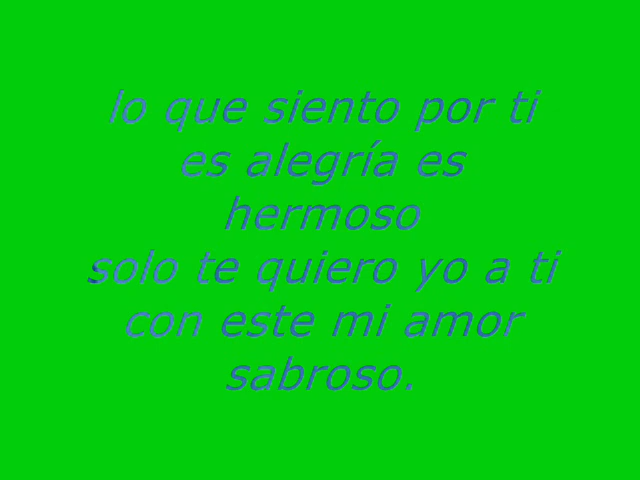 lo que siento por ti
es alegría es
hermoso
solo te quiero yo a ti
con este mi amor
sabroso.